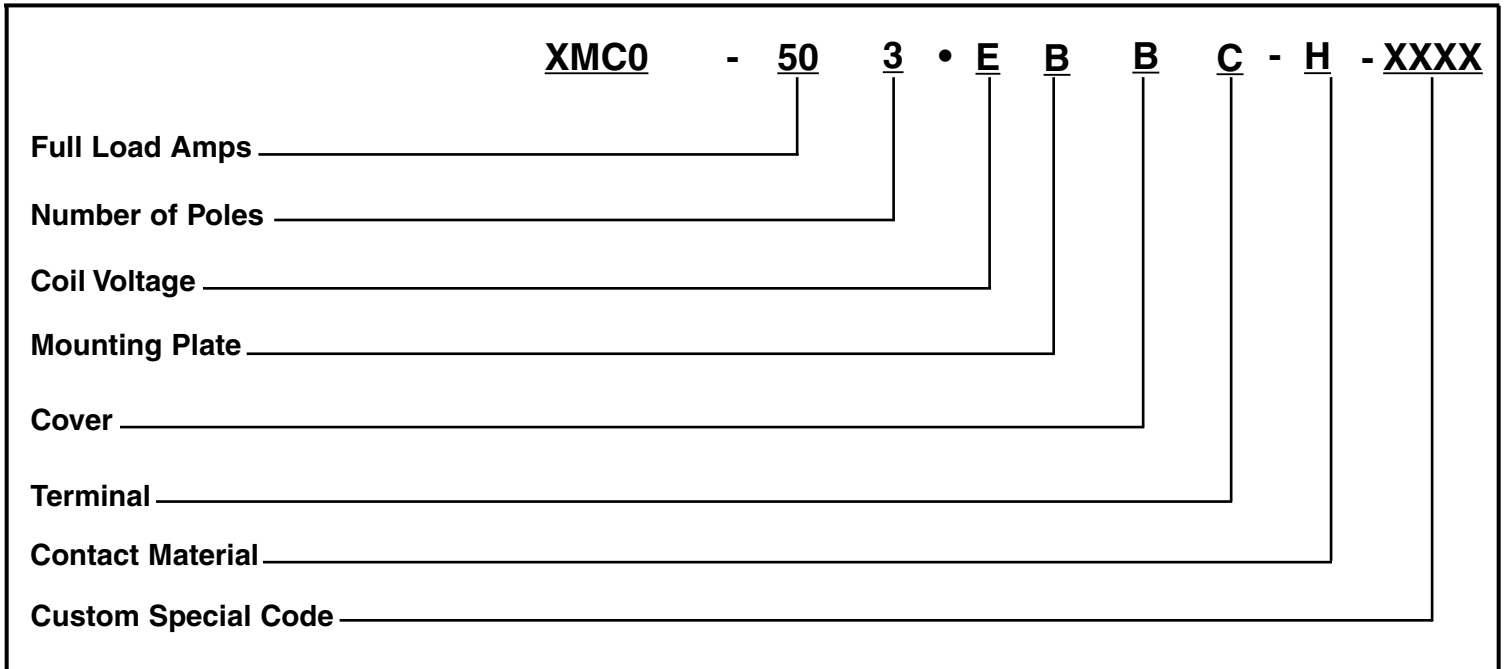 XMC0 - 50 3 • E B B C - H - XXXX
Full Load Amps
Number of Poles
Coil Voltage
Mounting Plate
Cover
Terminal
Contact Material
Custom Special Code